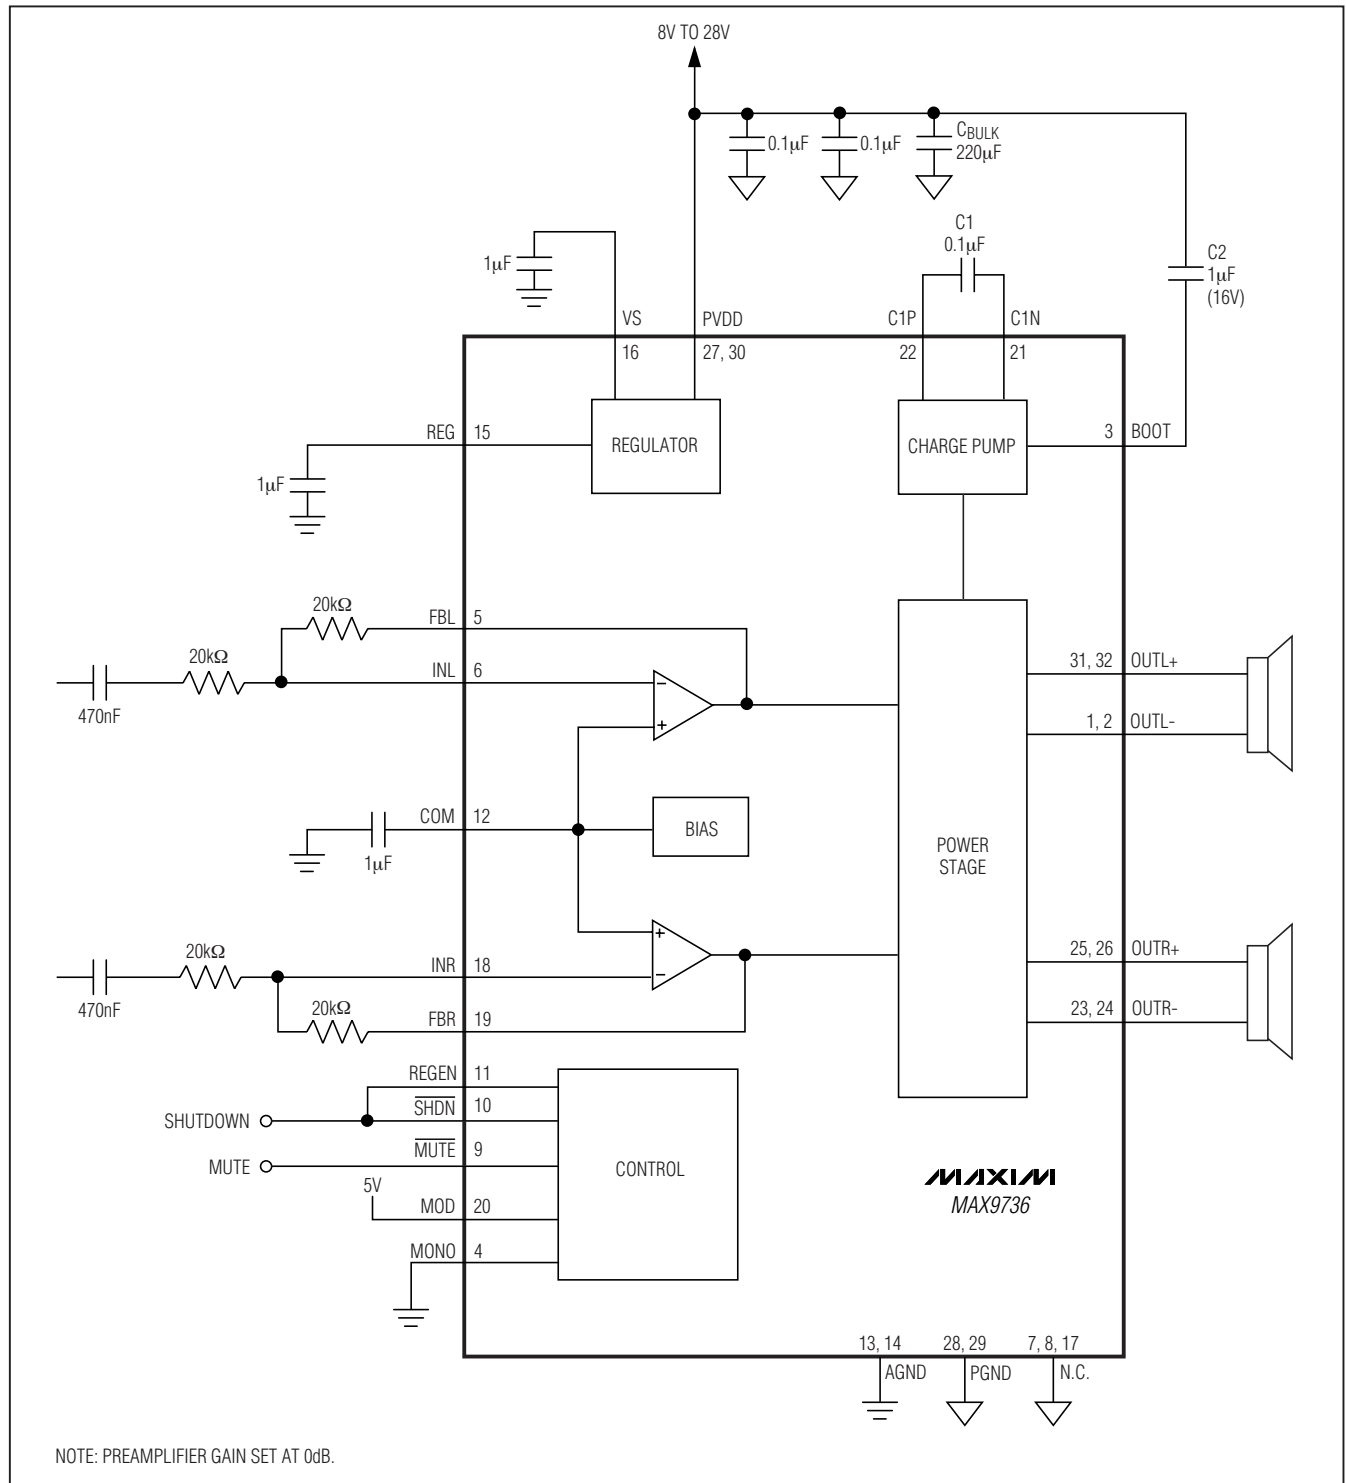 8V TO 28V
0.1μF
0.1μF
CBULK
220μF
C1
0.1μF
C2
1μF
(16V)
1μF
VS
PVDD
C1P
C1N
16
27, 30
22
21
REG
15
REGULATOR
CHARGE PUMP
3
BOOT
1μF
20kΩ
FBL
5
20kΩ
INL
6
470nF
−
+
31, 32
OUTL+
1, 2
OUTL-
COM
12
BIAS
1μF
POWER
STAGE
20kΩ
INR
18
470nF
+
−
20kΩ
FBR
19
25, 26
OUTR+
23, 24
OUTR-
REGEN
11
SHUTDOWN
SHDN
10
MUTE
MUTE
9
CONTROL
5V
MOD
20
MONO
4
MAXIM
MAX9736
13, 14
28, 29
7, 8, 17
AGND
PGND
N.C.
NOTE: PREAMPLIFIER GAIN SET AT 0dB.